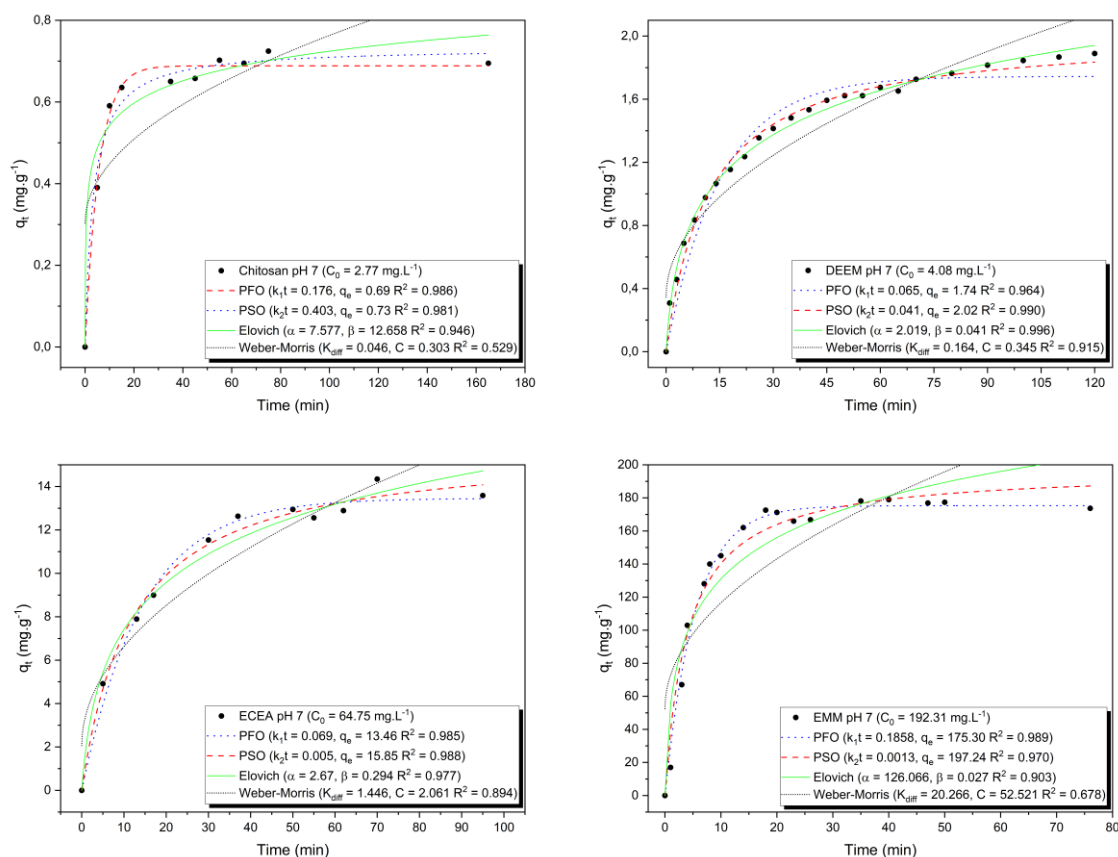 0,8
0,6
0,4
0,2
0,0
qt (mg.g-1)
Chitosan pH 7 (C0 = 2.77 mg.L-1)
PFO (k1t = 0.176, qe = 0.69 R2 = 0.986)
PSO (k2t = 0.403, qe = 0.73 R2 = 0.981)
Elovich (α = 7.577, β = 12.658 R2 = 0.946)
Weber-Morris (Kdiff = 0.046, C = 0.303 R2 = 0.529)
0 20 40 60 80 100 120 140 160 180
Time (min)
2,0
1,6
1,2
0,8
0,4
0,0
qt (mg.g-1)
DEEM pH 7 (C0 = 4.08 mg.L-1)
PFO (k1t = 0.065, qe = 1.74 R2 = 0.964)
PSO (k2t = 0.041, qe = 2.02 R2 = 0.990)
Elovich (α = 2.019, β = 0.041 R2 = 0.996)
Weber-Morris (Kdiff = 0.164, C = 0.345 R2 = 0.915)
0 15 30 45 60 75 90 105 120
Time (min)
14
12
10
8
6
4
2
0
qt (mg.g-1)
ECEA pH 7 (C0 = 64.75 mg.L-1)
PFO (k1t = 0.069, qe = 13.46 R2 = 0.985)
PSO (k2t = 0.005, qe = 15.85 R2 = 0.988)
Elovich (α = 2.67, β = 0.294 R2 = 0.977)
Weber-Morris (Kdiff = 1.446, C = 2.061 R2 = 0.894)
0 10 20 30 40 50 60 70 80 90 100
Time (min)
200
180
160
140
120
100
80
60
40
20
0
qt (mg.g-1)
EMM pH 7 (C0 = 192.31 mg.L-1)
PFO (k1t = 0.1858, qe = 175.30 R2 = 0.989)
PSO (k2t = 0.0013, qe = 197.24 R2 = 0.970)
Elovich (α = 126.066, β = 0.027 R2 = 0.903)
Weber-Morris (Kdiff = 20.266, C = 52.521 R2 = 0.678)
0 10 20 30 40 50 60 70 80
Time (min)